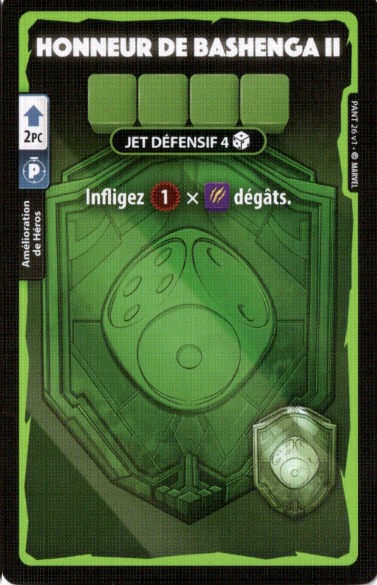 HONNEUR DE BASHENGA II
2PC
P
Amélioration
de Héros
PANT 26 v1 • © MARVEL
JET DÉFENSIF 4
Infligez 1 × dégâts.